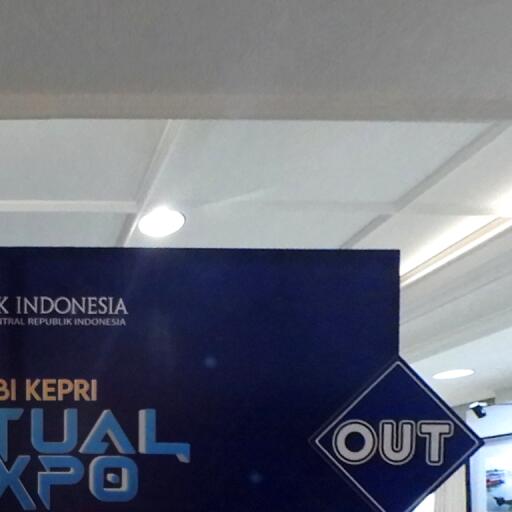 K INDONESIA
NTRAL REPUBLIK INDONESIA
BI KEPRI
TUAL
XPO
OUT